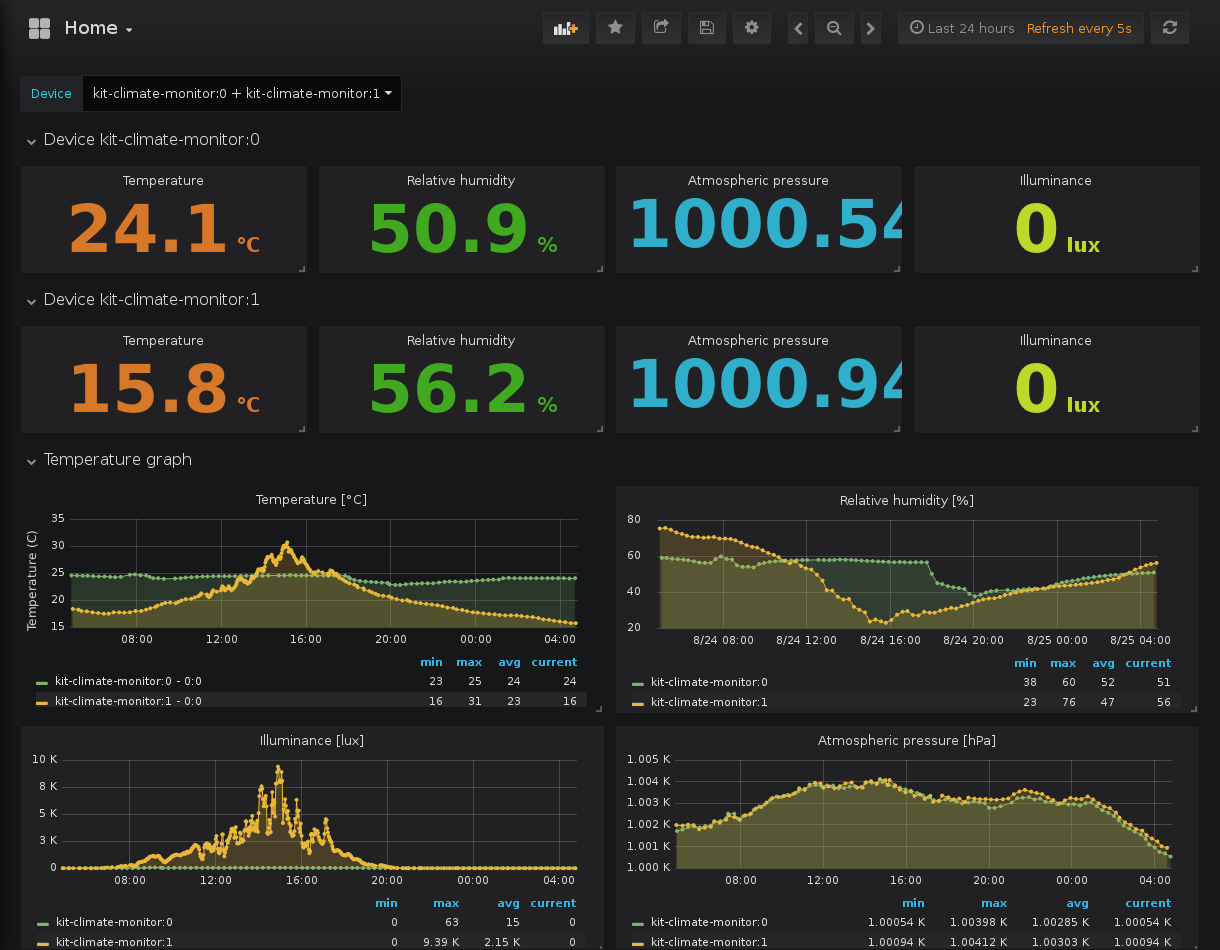 Home
Last 24 hours Refresh every 5s
Device kit-climate-monitor:0 + kit-climate-monitor:1
Device kit-climate-monitor:0
Temperature Relative humidity Atmospheric pressure Illuminance
24.1 °C 50.9 % 1000.54 0 lux
Device kit-climate-monitor:1
Temperature Relative humidity Atmospheric pressure Illuminance
15.8 °C 56.2 % 1000.94 0 lux
Temperature graph
Temperature [°C]
Temperature (C)
35
30
25
20
15
08:00 12:00 16:00 20:00 00:00 04:00
min max avg current
kit-climate-monitor:0 - 0:0 23 25 24 24
kit-climate-monitor:1 - 0:0 16 31 23 16
Relative humidity [%]
80
60
40
20
8/24 08:00 8/24 12:00 8/24 16:00 8/24 20:00 8/25 00:00 8/25 04:00
min max avg current
kit-climate-monitor:0 38 60 52 51
kit-climate-monitor:1 23 76 47 56
Illuminance [lux]
10 K
8 K
5 K
3 K
0
08:00 12:00 16:00 20:00 00:00 04:00
min max avg current
kit-climate-monitor:0 0 63 15 0
kit-climate-monitor:1 0 9.39 K 2.15 K 0
Atmospheric pressure [hPa]
1.005 K
1.004 K
1.003 K
1.002 K
1.001 K
1.000 K
08:00 12:00 16:00 20:00 00:00 04:00
min max avg current
kit-climate-monitor:0 1.00054 K 1.00398 K 1.00285 K 1.00054 K
kit-climate-monitor:1 1.00094 K 1.00412 K 1.00303 K 1.00094 K